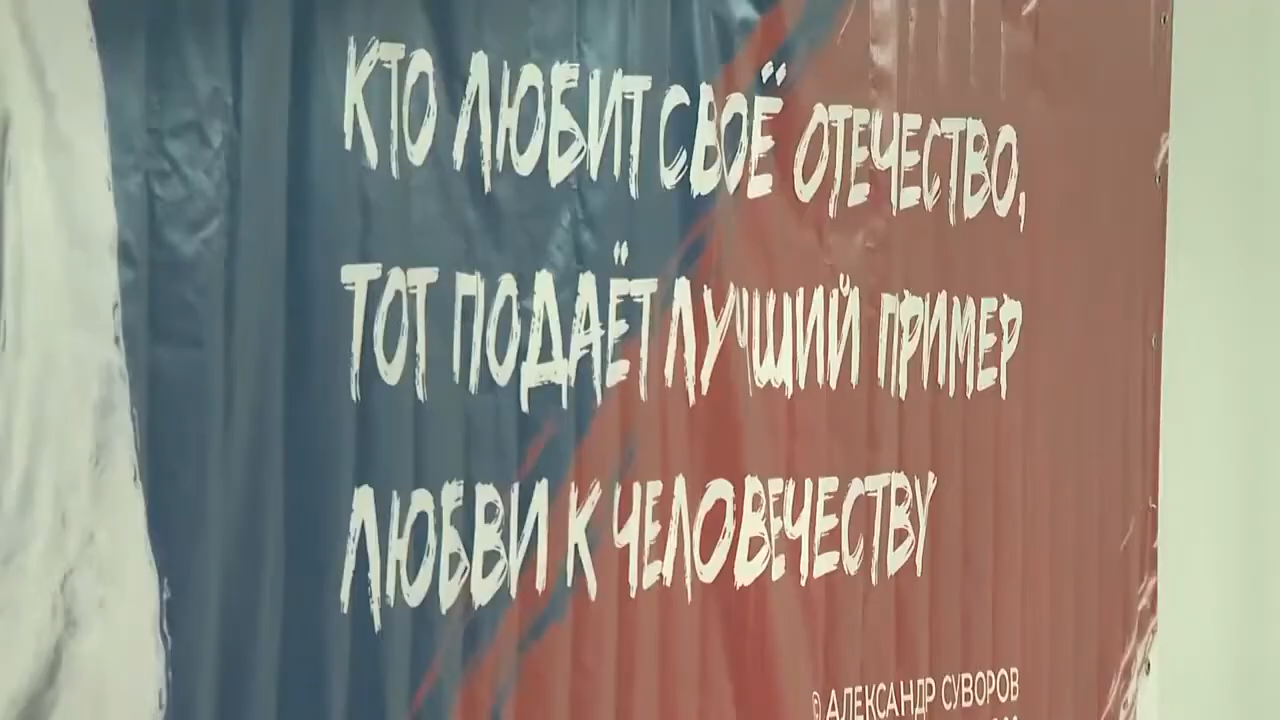 КТО ЛЮБИТ СВОЁ ОТЕЧЕСТВО,
ТОТ ПОДАЁТ ЛУЧШИЙ ПРИМЕР
ЛЮБВИ К ЧЕЛОВЕЧЕСТВУ
© АЛЕКСАНДР СУВОРОВ